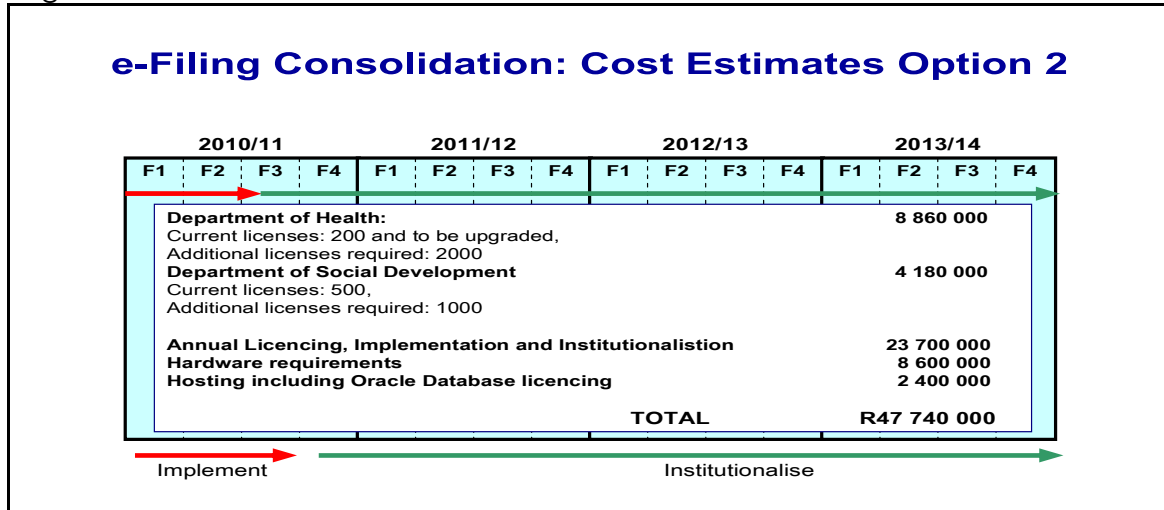 e-Filing Consolidation: Cost Estimates Option 2
2010/11 2011/12 2012/13 2013/14
F1 F2 F3 F4 F1 F2 F3 F4 F1 F2 F3 F4 F1 F2 F3 F4
Department of Health: 8 860 000
Current licenses: 200 and to be upgraded,
Additional licenses required: 2000
Department of Social Development 4 180 000
Current licenses: 500,
Additional licenses required: 1000
Annual Licencing, Implementation and Institutionalistion 23 700 000
Hardware requirements 8 600 000
Hosting including Oracle Database licencing 2 400 000
TOTAL R47 740 000
Implement Institutionalise